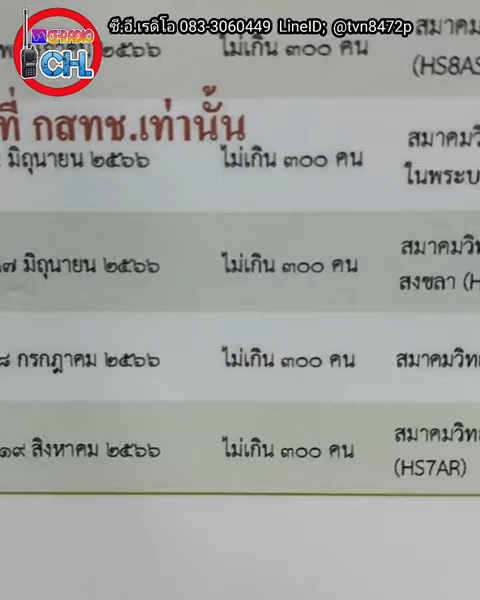 ซี.อี.เรดิโอ 083-3060449 LineID; @tvn8472p
CH-RADIO
CHL
๒๕๖๖ ไม่เกิน ๓๐๐ คน สมาคม
(HS8AS
ที่ กสทช.เท่านั้น
มิถุนายน ๒๕๖๖ ไม่เกิน ๓๐๐ คน สมาคมวิ
ในพระบ
๗ มิถุนายน ๒๕๖๖ ไม่เกิน ๓๐๐ คน สมาคมวิท
สงขลา (H
๘ กรกฎาคม ๒๕๖๖ ไม่เกิน ๓๐๐ คน สมาคมวิทย
๑๙ สิงหาคม ๒๕๖๖ ไม่เกิน ๓๐๐ คน สมาคมวิทย
(HS7AR)